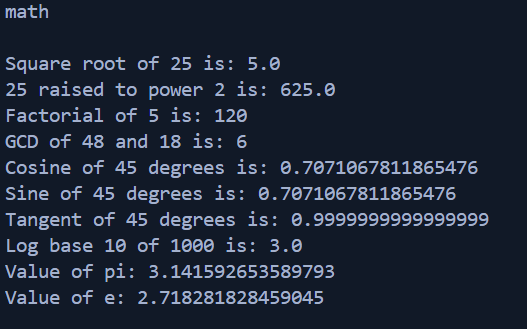 math
Square root of 25 is: 5.0
25 raised to power 2 is: 625.0
Factorial of 5 is: 120
GCD of 48 and 18 is: 6
Cosine of 45 degrees is: 0.7071067811865476
Sine of 45 degrees is: 0.7071067811865476
Tangent of 45 degrees is: 0.9999999999999999
Log base 10 of 1000 is: 3.0
Value of pi: 3.141592653589793
Value of e: 2.718281828459045